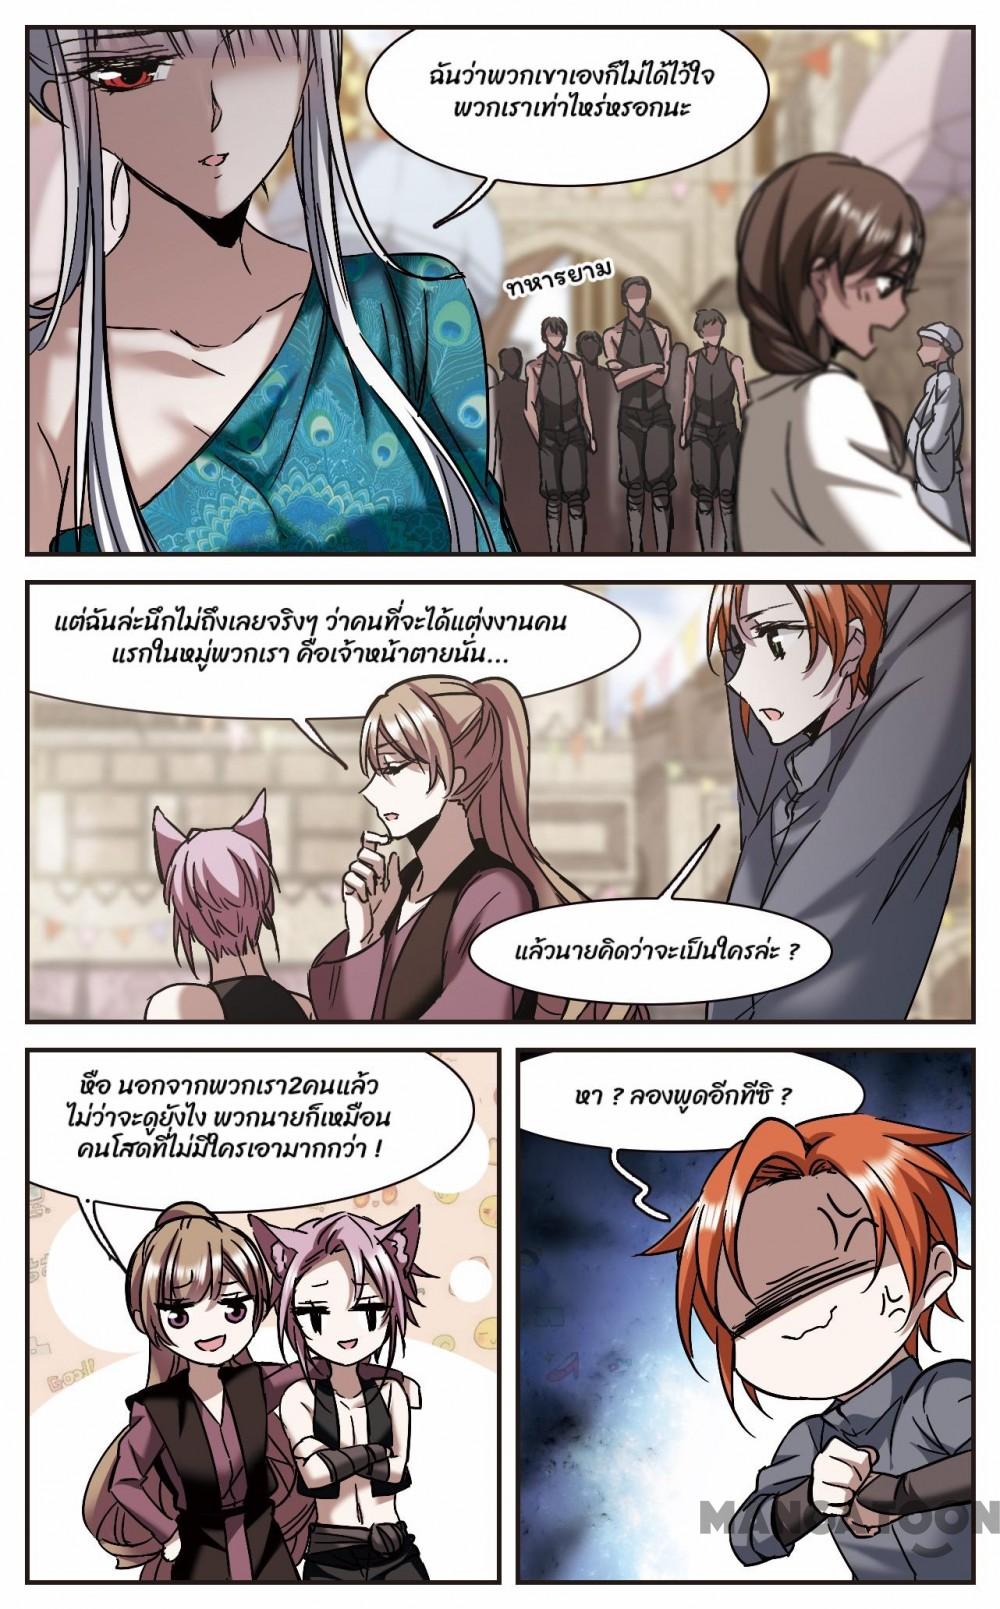 ฉันว่าพวกเขาเองก็ไม่ได้ไว้ใจ
พวกเราเท่าไหร่หรอกนะ
ทหารยาม
แต่ฉันล่ะนึกไม่ถึงเลยจริงๆ ว่าคนที่จะได้แต่งงานคน
แรกในหมู่พวกเรา คือเจ้าหน้าตายนั่น...
แล้วนายคิดว่าจะเป็นใครล่ะ ?
หือ นอกจากพวกเรา2คนแล้ว
ไม่ว่าจะดูยังไง พวกนายก็เหมือน
คนโสดที่ไม่มีใครเอามากกว่า !
Good!
หา ? ลองพูดอีกทีซิ ?
MANGATOON